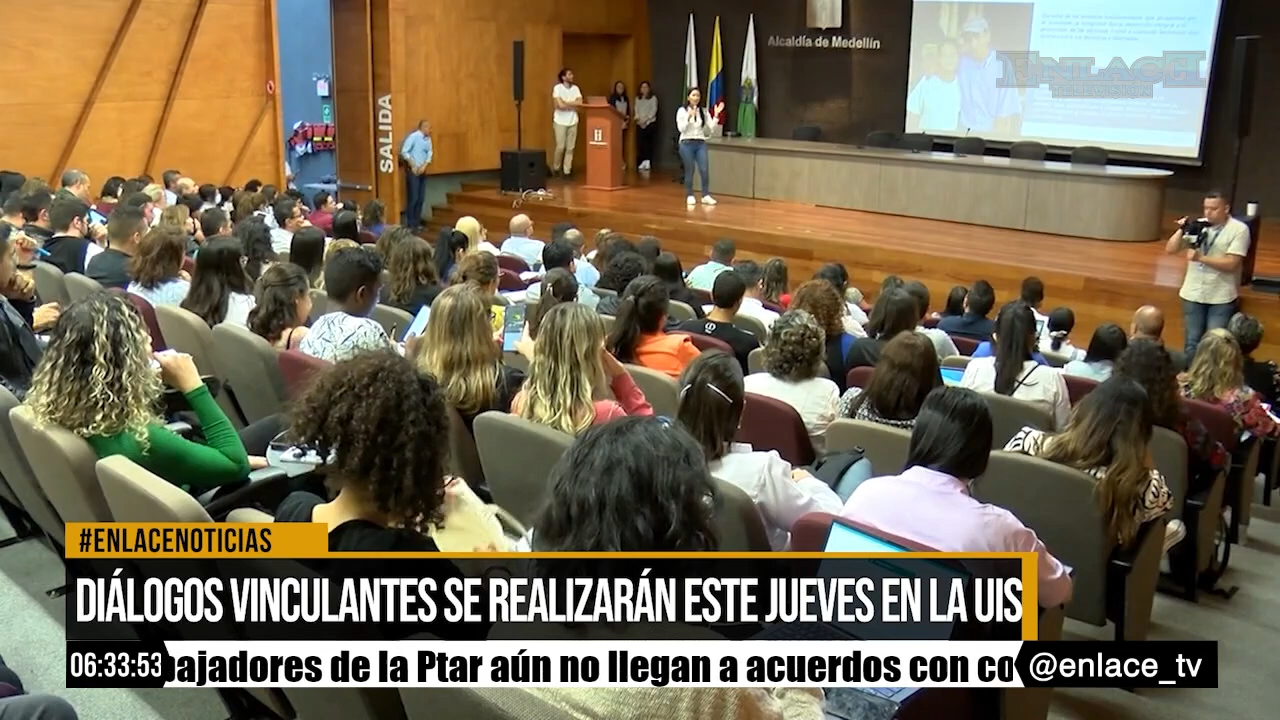 Alcaldía de Medellín
ENLACE
TELEVISIÓN
SALIDA
#ENLACENOTICIAS
DIÁLOGOS VINCULANTES SE REALIZARÁN ESTE JUEVES EN LA UIS
06:33:53
bajadores de la Ptar aún no llegan a acuerdos con co
@enlace_tv